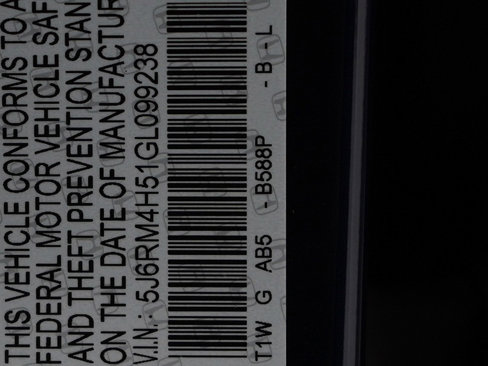 THIS VEHICLE CONFORMS TO A
FEDERAL MOTOR VEHICLE SAF
AND THEFT PREVENTION STAN
ON THE DATE OF MANUFACTUR
V.I.N.: 5J6RM4H51GL099238
T1W G AB5 -B588P -B-L